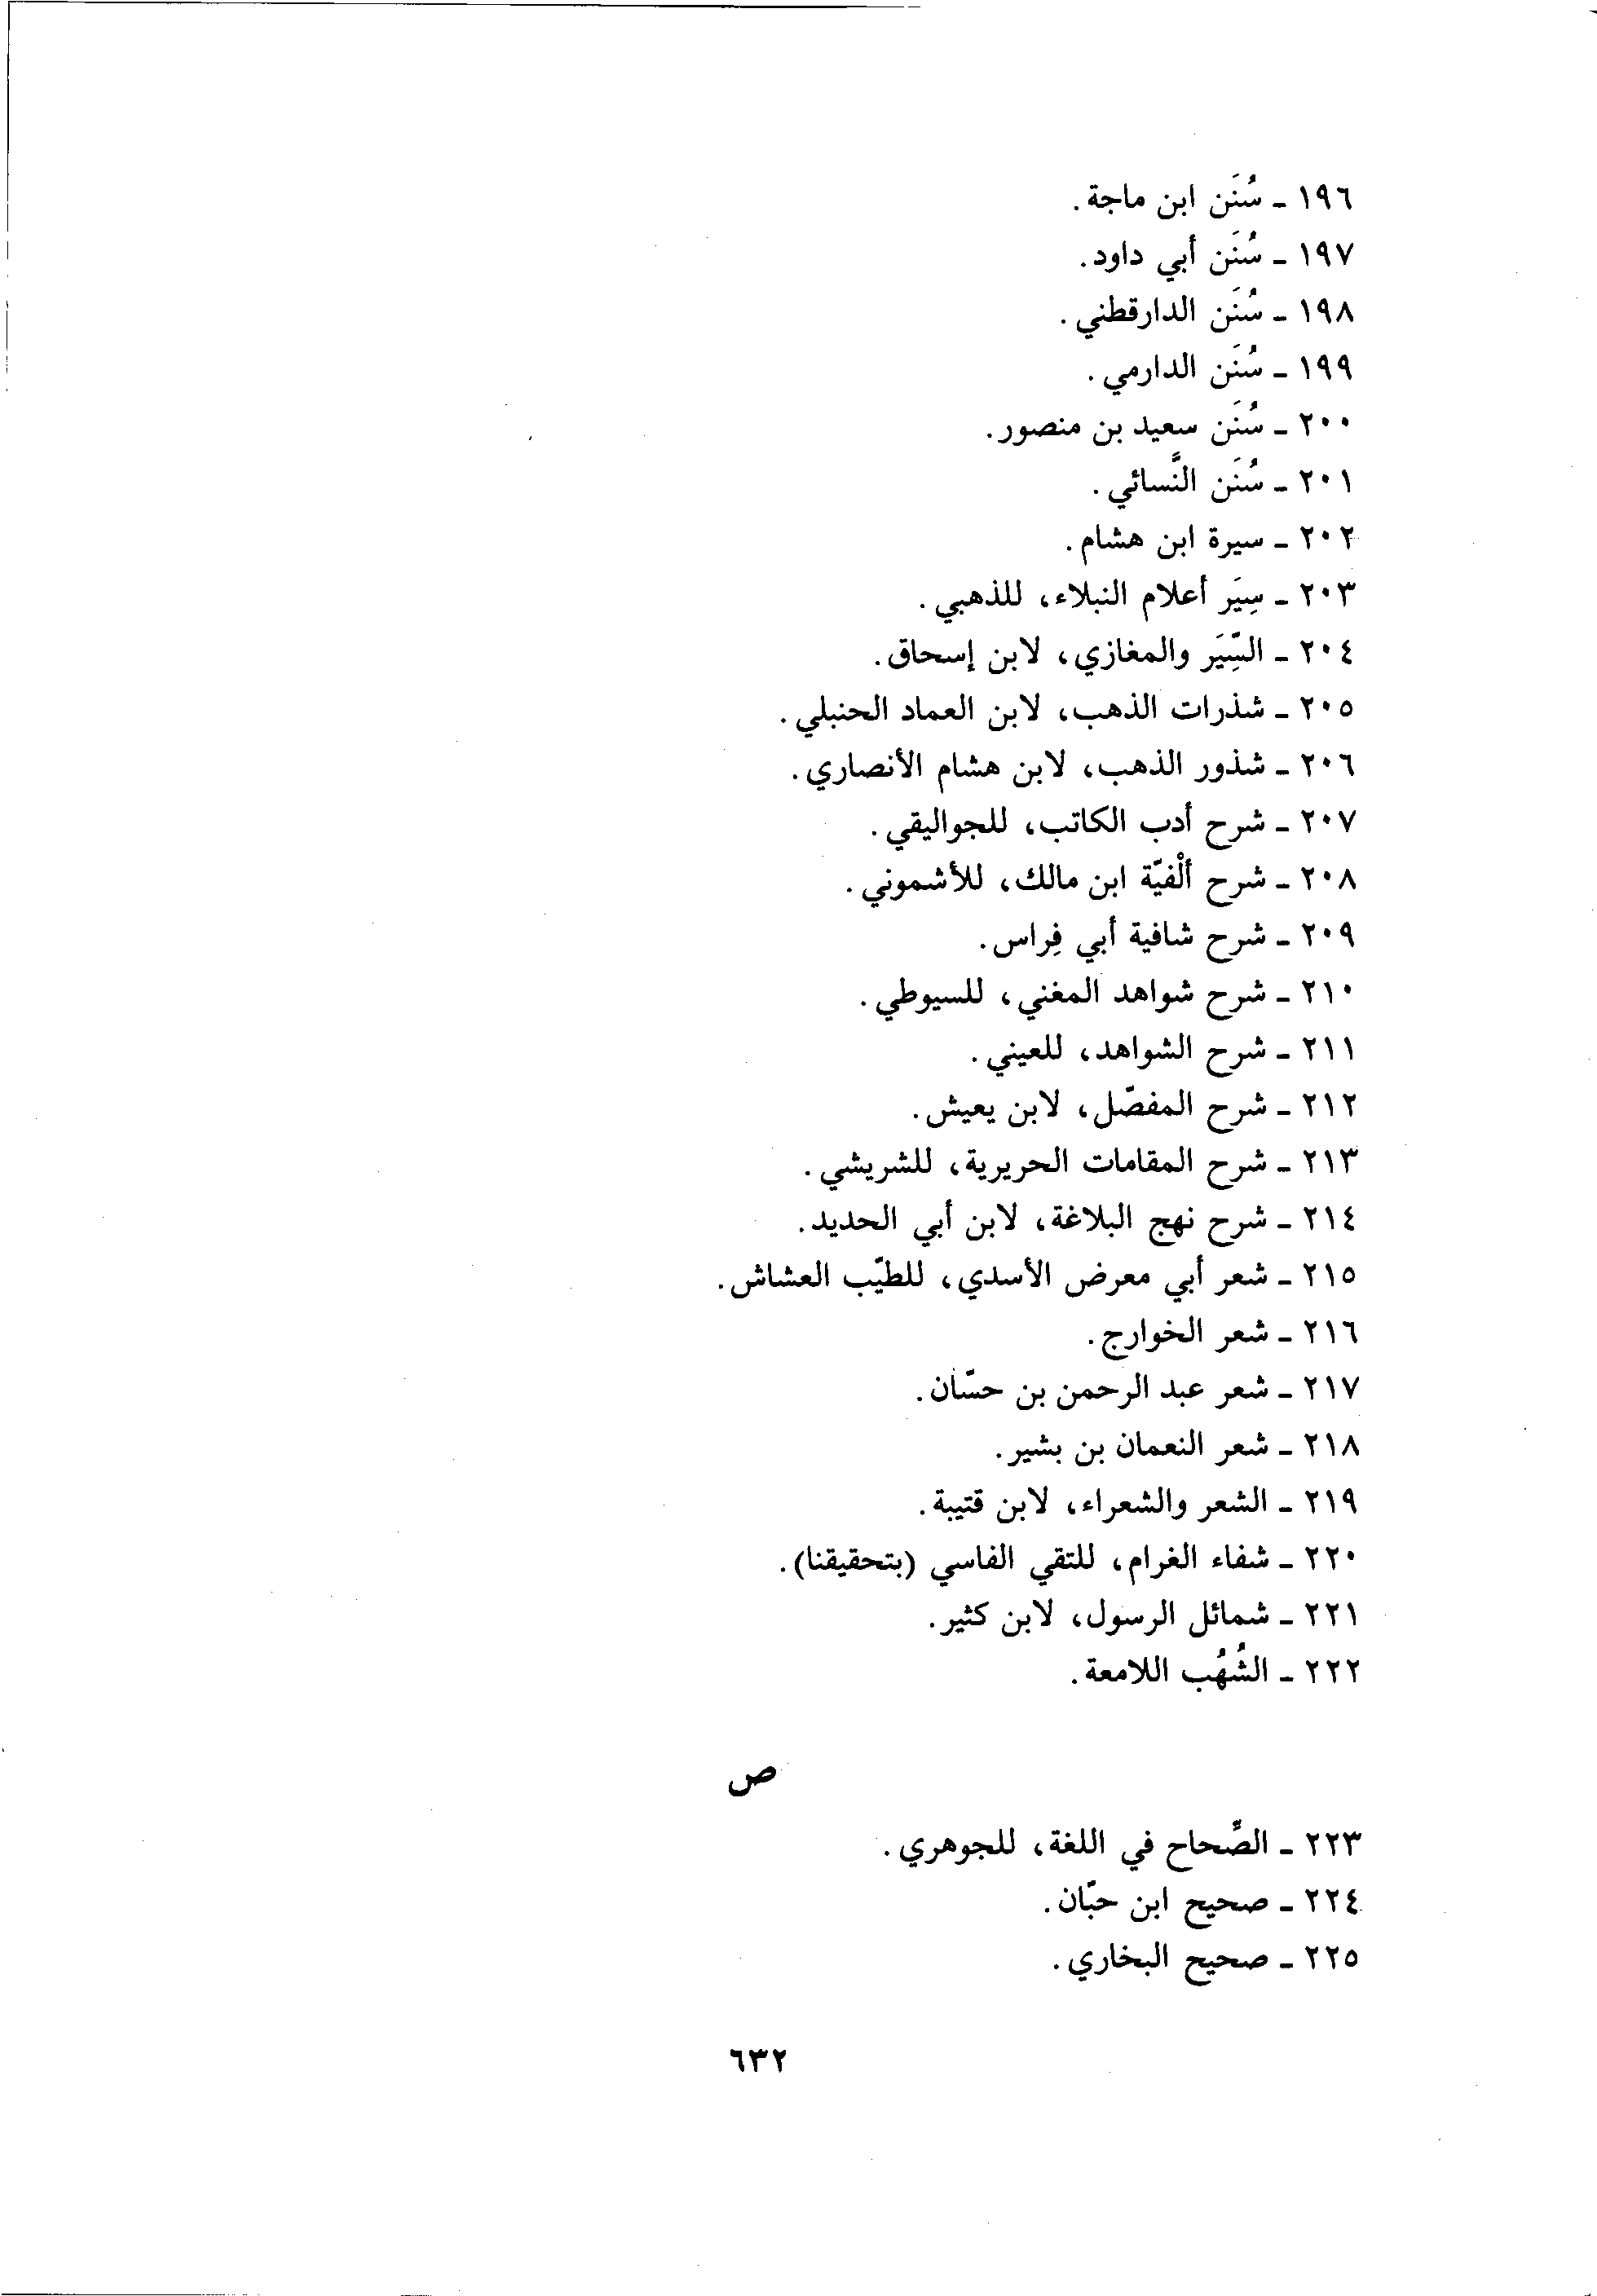 ١٩٦ ـ سُنَن ابن ماجة.
١٩٧ ـ سُنَن أبي داود.
١٩٨ ـ سُنَن الدارقطني.
١٩٩ ـ سُنَن الدارمي.
٢٠٠ ـ سُنَن سعيد بن منصور.
٢٠١ ـ سُنَن النَّسائي.
٢٠٢ ـ سيرة ابن هشام.
٢٠٣ ـ سِيَر أعلام النبلاء، للذهبي.
٢٠٤ ـ السِّيَر والمغازي، لابن إسحاق.
٢٠٥ ـ شذرات الذهب، لابن العماد الحنبلي.
٢٠٦ ـ شذور الذهب، لابن هشام الأنصاري.
٢٠٧ ـ شرح أدب الكاتب، للجواليقي.
٢٠٨ ـ شرح ألْفيّة ابن مالك، للأشموني.
٢٠٩ ـ شرح شافية أبي فِراس.
٢١٠ ـ شرح شواهد المغني، للسيوطي.
٢١١ ـ شرح الشواهد، للعيني.
٢١٢ ـ شرح المفصّل، لابن يعيش.
٢١٣ ـ شرح المقامات الحريرية، للشريشي.
٢١٤ ـ شرح نهج البلاغة، لابن أبي الحديد.
٢١٥ ـ شعر أبي معرض الأسدي، للطيّب العشاش.
٢١٦ ـ شعر الخوارج.
٢١٧ ـ شعر عبد الرحمن بن حسّان.
٢١٨ ـ شعر النعمان بن بشير.
٢١٩ ـ الشعر والشعراء، لابن قتيبة.
٢٢٠ ـ شفاء الغرام، للتقي الفاسي (بتحقيقنا).
٢٢١ ـ شمائل الرسول، لابن كثير.
٢٢٢ ـ الشُهُب اللامعة.
ص
٢٢٣ ـ الصِّحاح في اللغة، للجوهري.
٢٢٤ ـ صحيح ابن حبّان.
٢٢٥ ـ صحيح البخاري.
٦٣٢